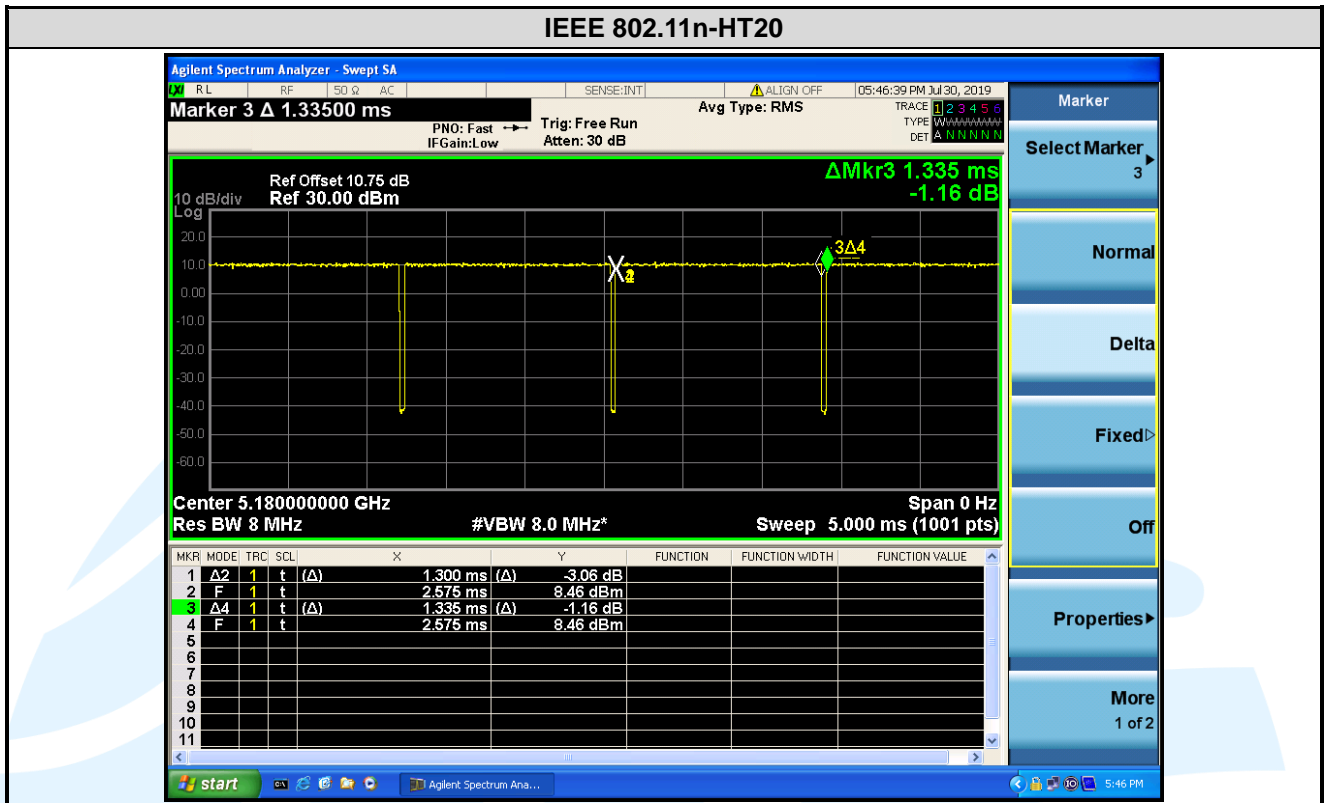 IEEE 802.11n-HT20
Agilent Spectrum Analyzer - Swept SA
LXI RL RF 50 Ω AC SENSE:INT ALIGN OFF 05:46:39 PM Jul 30, 2019
Marker 3 Δ 1.33500 ms
PNO: Fast
IFGain:Low
Trig: Free Run
Atten: 30 dB
Avg Type: RMS
TRACE 1 2 3 4 5 6
TYPE WWWWWW
DET A N N N N N
ΔMkr3 1.335 ms
-1.16 dB
Ref Offset 10.75 dB
10 dB/div Ref 30.00 dBm
Log
20.0
10.0
0.00
-10.0
-20.0
-30.0
-40.0
-50.0
-60.0
3Δ4
2
Center 5.180000000 GHz Span 0 Hz
Res BW 8 MHz #VBW 8.0 MHz* Sweep 5.000 ms (1001 pts)
MKR MODE TRC SCL X Y FUNCTION FUNCTION WIDTH FUNCTION VALUE
1 Δ2 1 t (Δ) 1.300 ms (Δ) -3.06 dB
2 F 1 t 2.575 ms 8.46 dBm
3 Δ4 1 t (Δ) 1.335 ms (Δ) -1.16 dB
4 F 1 t 2.575 ms 8.46 dBm
5
6
7
8
9
10
11
Marker
Select Marker
3
Normal
Delta
Fixed
Off
Properties
More
1 of 2
start Agilent Spectrum Ana... 5:46 PM